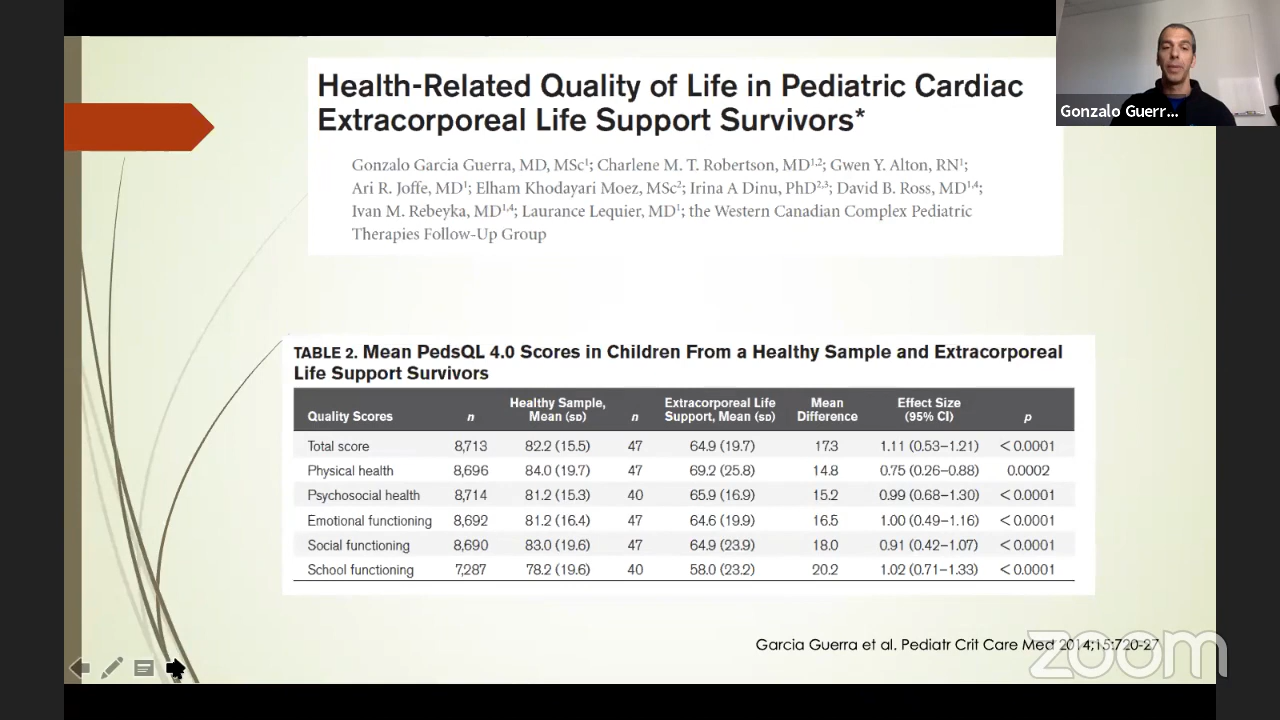 Health-Related Quality of Life in Pediatric Cardiac
Extracorporeal Life Support Survivors*
Gonzalo Guerr...
Gonzalo Garcia Guerra, MD, MSc¹; Charlene M. T. Robertson, MD¹,²; Gwen Y. Alton, RN¹;
Ari R. Joffe, MD¹; Elham Khodayari Moez, MSc²; Irina A Dinu, PhD²,³; David B. Ross, MD¹,⁴;
Ivan M. Rebeyka, MD¹,⁴; Laurance Lequier, MD¹; the Western Canadian Complex Pediatric
Therapies Follow-Up Group
TABLE 2. Mean PedsQL 4.0 Scores in Children From a Healthy Sample and Extracorporeal
Life Support Survivors
Quality Scores n Healthy Sample, Mean (SD) n Extracorporeal Life Support, Mean (SD) Mean Difference Effect Size (95% CI) p
Total score 8,713 82.2 (15.5) 47 64.9 (19.7) 17.3 1.11 (0.53–1.21) < 0.0001
Physical health 8,696 84.0 (19.7) 47 69.2 (25.8) 14.8 0.75 (0.26–0.88) 0.0002
Psychosocial health 8,714 81.2 (15.3) 40 65.9 (16.9) 15.2 0.99 (0.68–1.30) < 0.0001
Emotional functioning 8,692 81.2 (16.4) 47 64.6 (19.9) 16.5 1.00 (0.49–1.16) < 0.0001
Social functioning 8,690 83.0 (19.6) 47 64.9 (23.9) 18.0 0.91 (0.42–1.07) < 0.0001
School functioning 7,287 78.2 (19.6) 40 58.0 (23.2) 20.2 1.02 (0.71–1.33) < 0.0001
Garcia Guerra et al. Pediatr Crit Care Med 2014;15:720-27
zoom